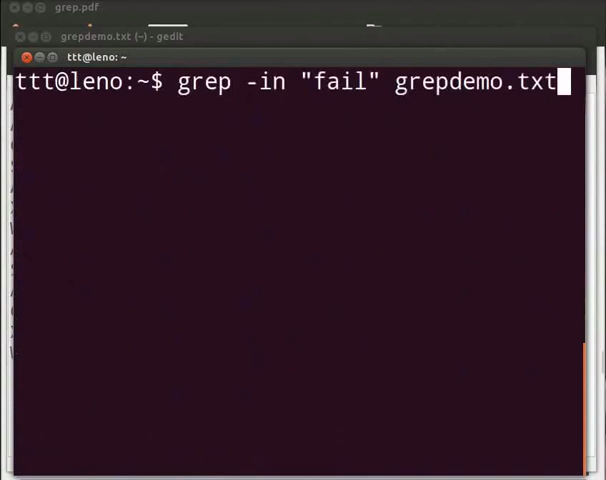 grep.pdf
grepdemo.txt (~) - gedit
ttt@leno: ~
ttt@leno:~$ grep -in "fail" grepdemo.txt